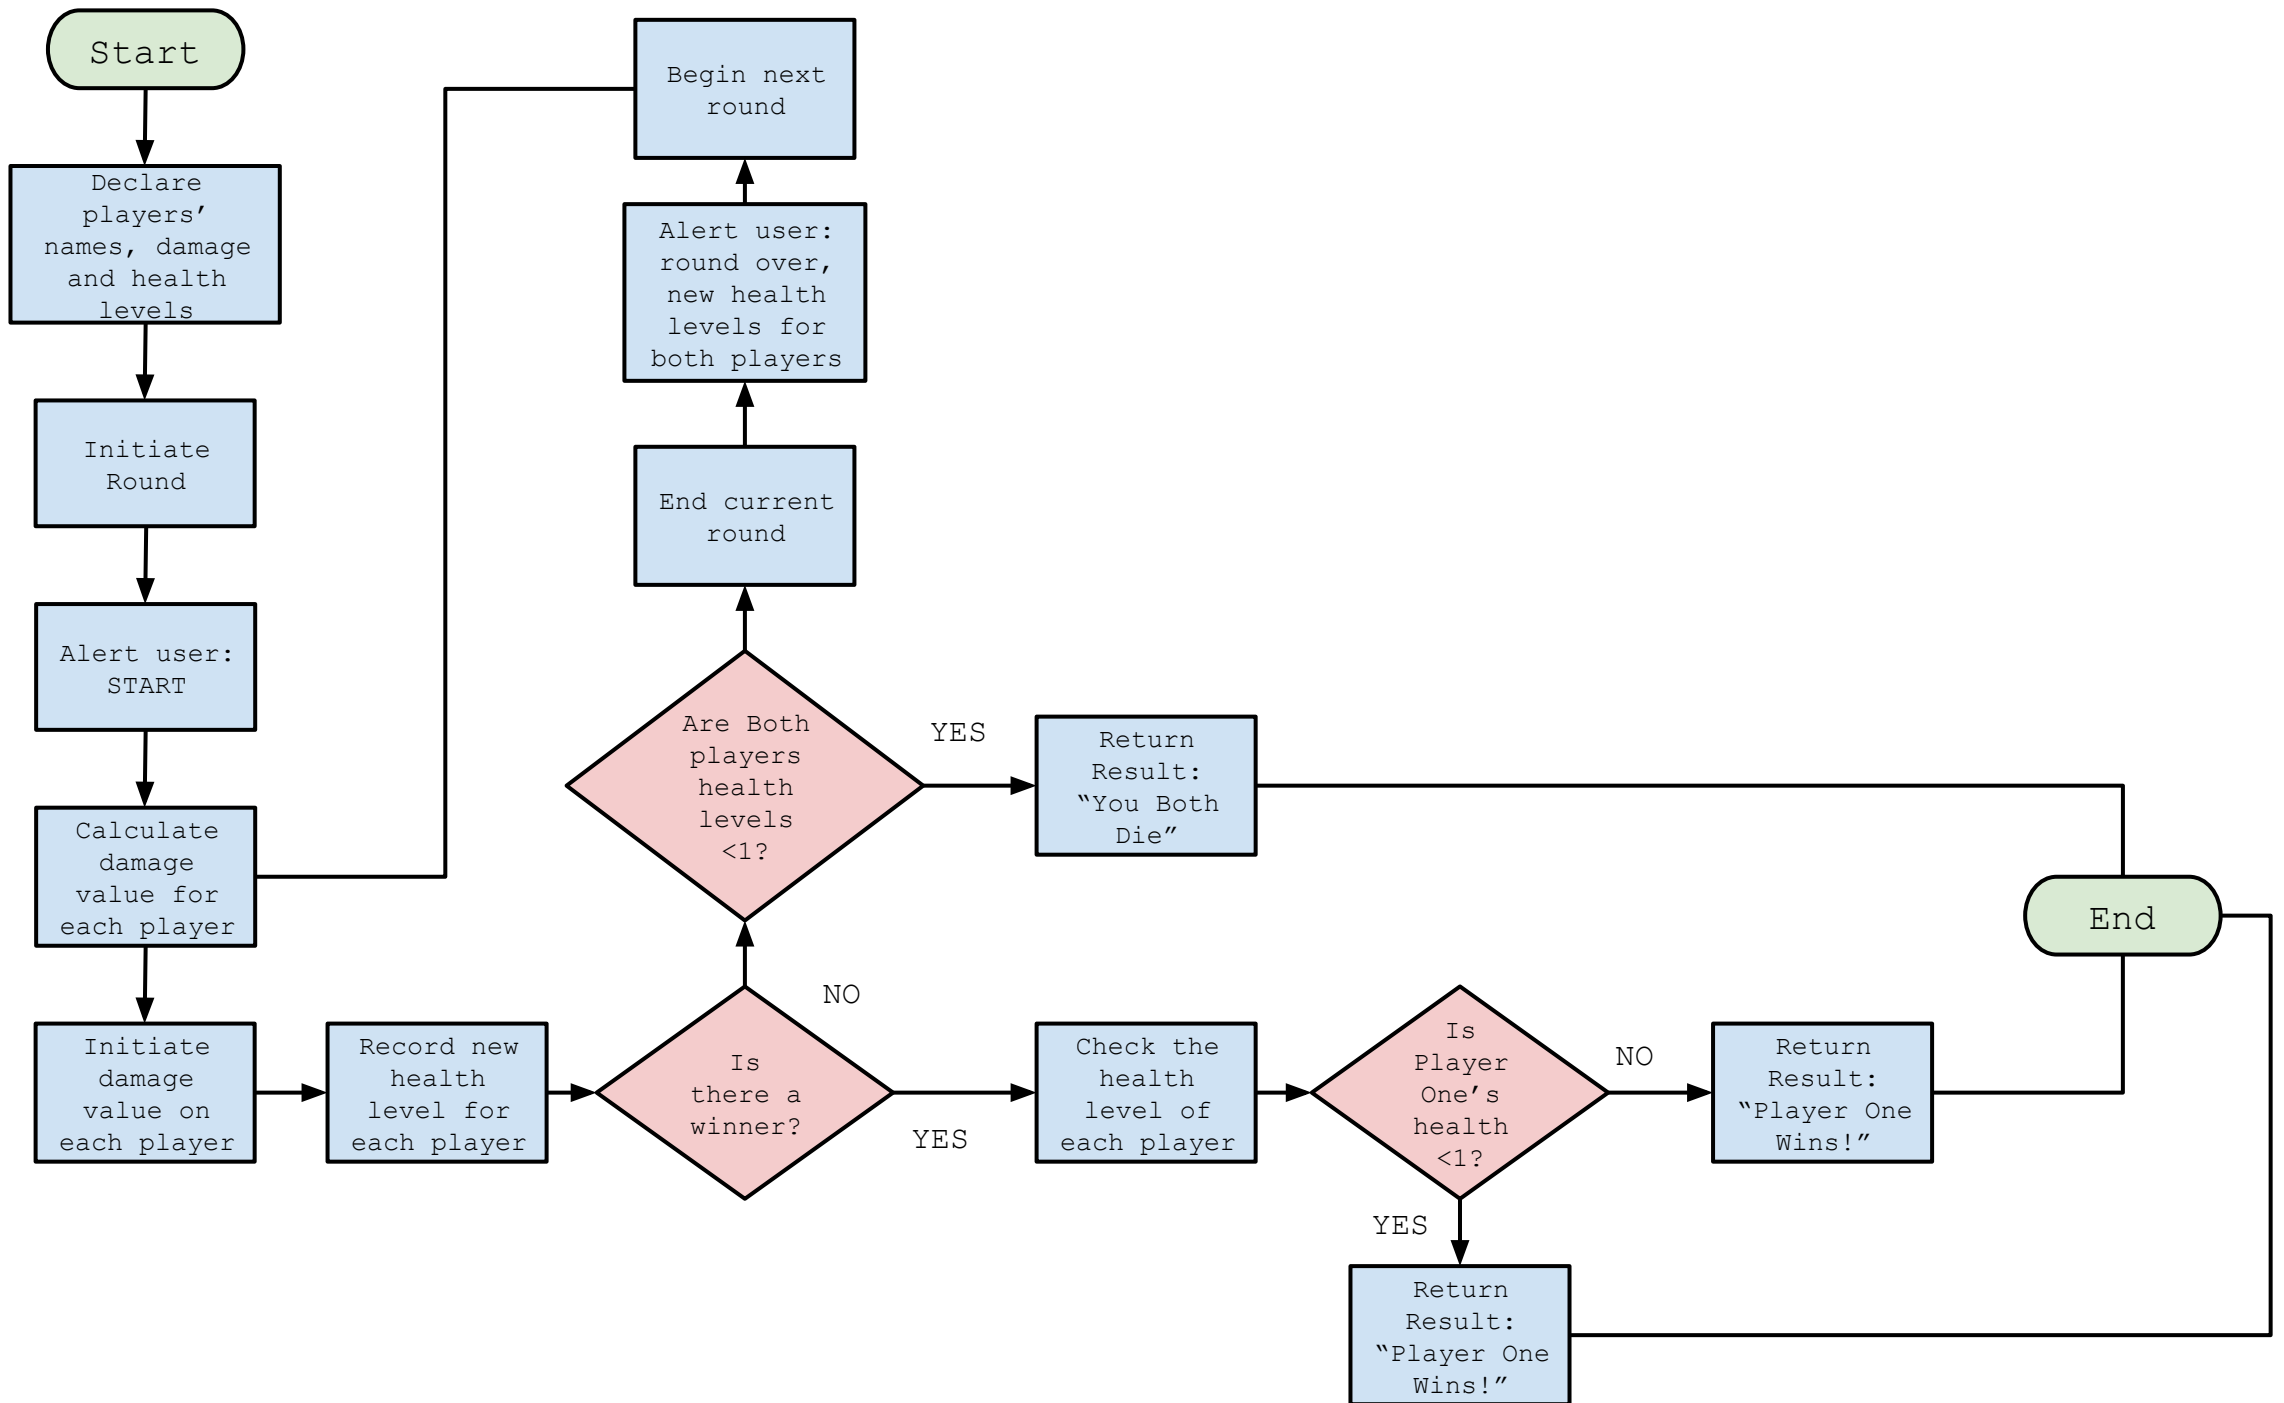 Start
Declare
players’
names, damage
and health
levels
Initiate
Round
Alert user:
START
Calculate
damage
value for
each player
Initiate
damage
value on
each player
Record new
health
level for
each player
Is
there a
winner?
NO
YES
Are Both
players
health
levels
<1?
YES
Return
Result:
“You Both
Die”
End current
round
Alert user:
round over,
new health
levels for
both players
Begin next
round
Check the
health
level of
each player
Is
Player
One’s
health
<1?
NO
Return
Result:
“Player One
Wins!”
YES
Return
Result:
“Player One
Wins!”
End